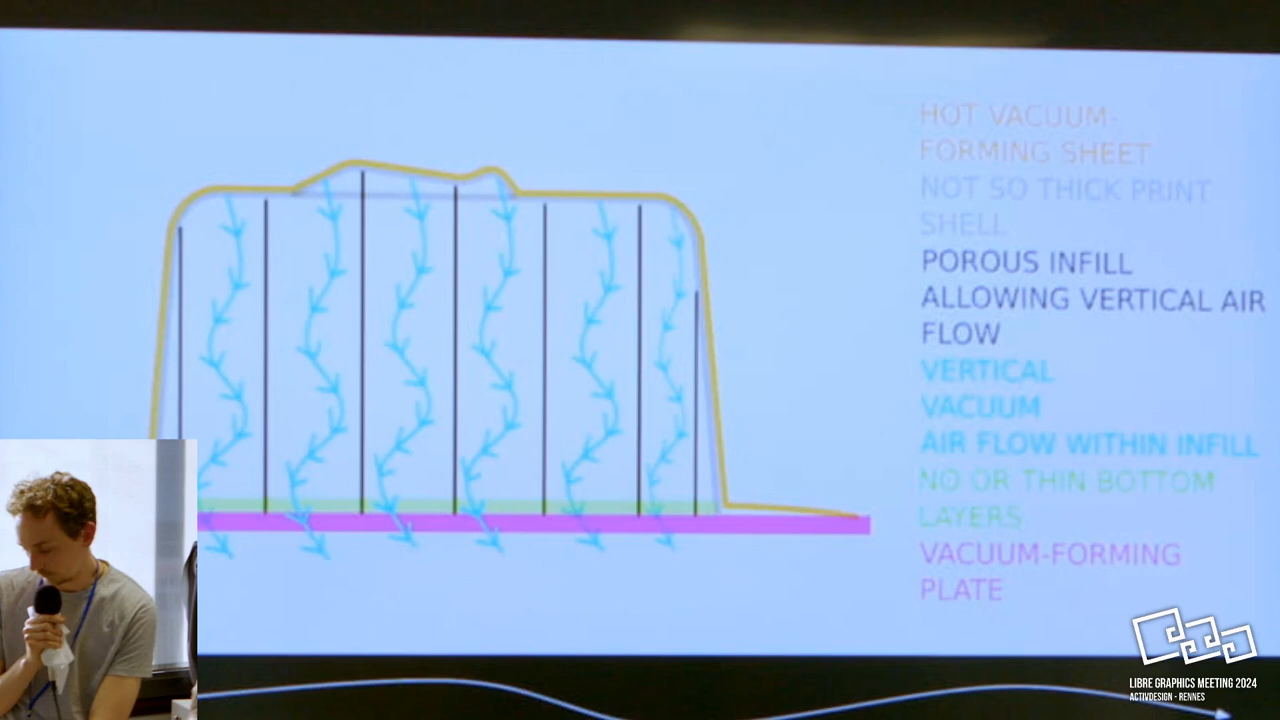 HOT VACUUM-
FORMING SHEET
NOT SO THICK PRINT
SHELL
POROUS INFILL
ALLOWING VERTICAL AIR
FLOW
VERTICAL
VACUUM
AIR FLOW WITHIN INFILL
NO OR THIN BOTTOM
LAYERS
VACUUM-FORMING
PLATE
LIBRE GRAPHICS MEETING 2024
ACTIVDESIGN - RENNES